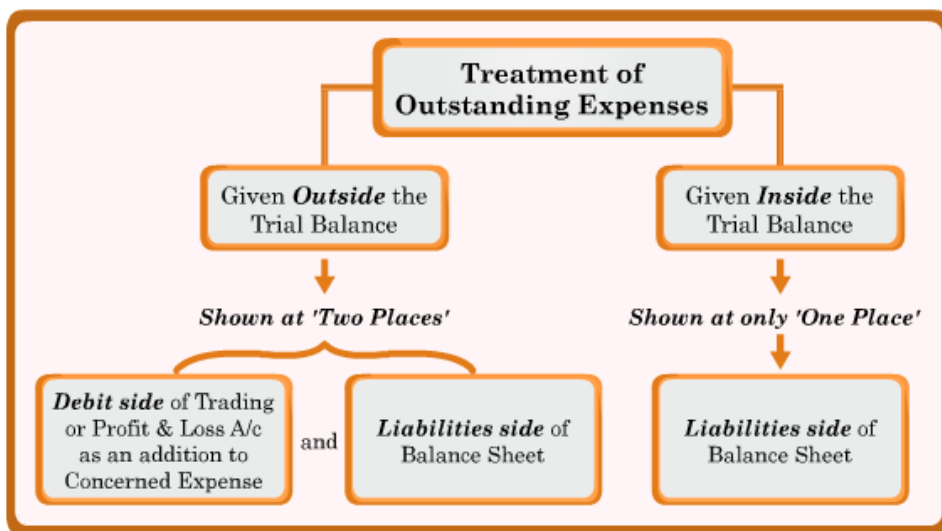 Treatment of
Outstanding Expenses
Given Outside the
Trial Balance
Given Inside the
Trial Balance
Shown at 'Two Places'
Shown at only 'One Place'
Debit side of Trading
or Profit & Loss A/c
as an addition to
Concerned Expense
and
Liabilities side of
Balance Sheet
Liabilities side of
Balance Sheet